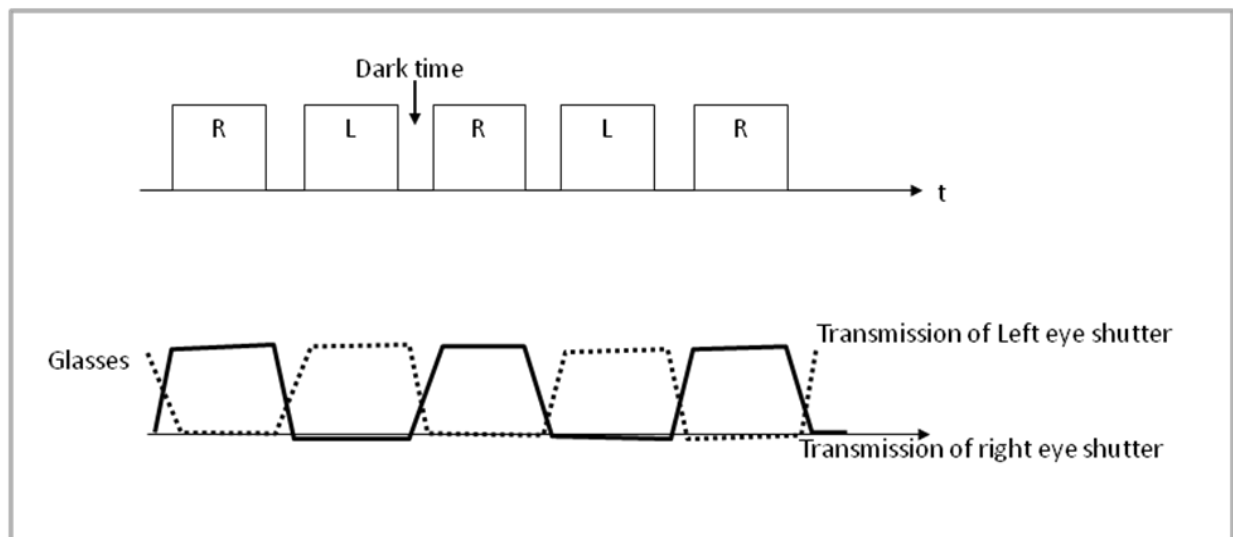 Dark time
R L R L R
t
Transmission of Left eye shutter
Glasses
Transmission of right eye shutter